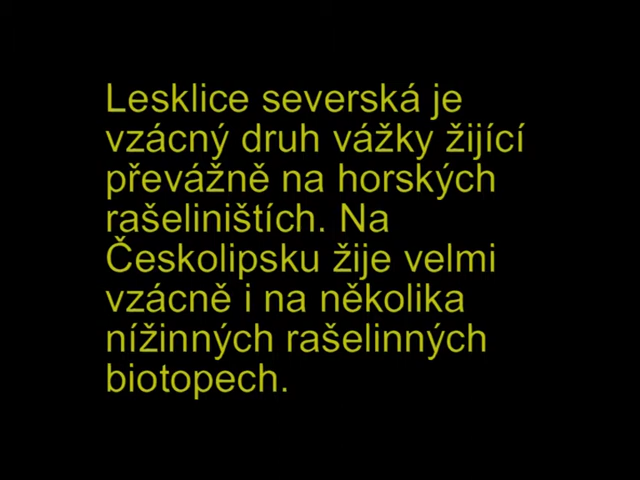 Lesklice severská je
vzácný druh vážky žijící
převážně na horských
rašeliništích. Na
Českolipsku žije velmi
vzácně i na několika
nížinných rašelinných
biotopech.